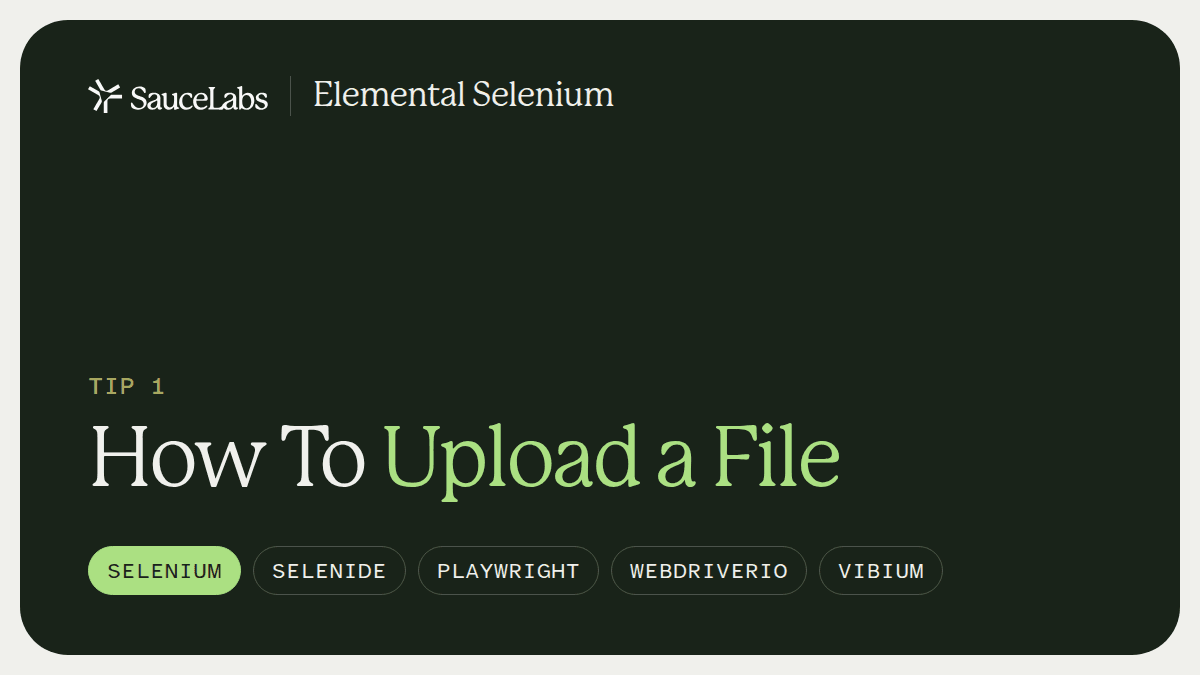 SauceLabs | Elemental Selenium
TIP 1
How To Upload a File
SELENIUM SELENIDE PLAYWRIGHT WEBDRIVERIO VIBIUM